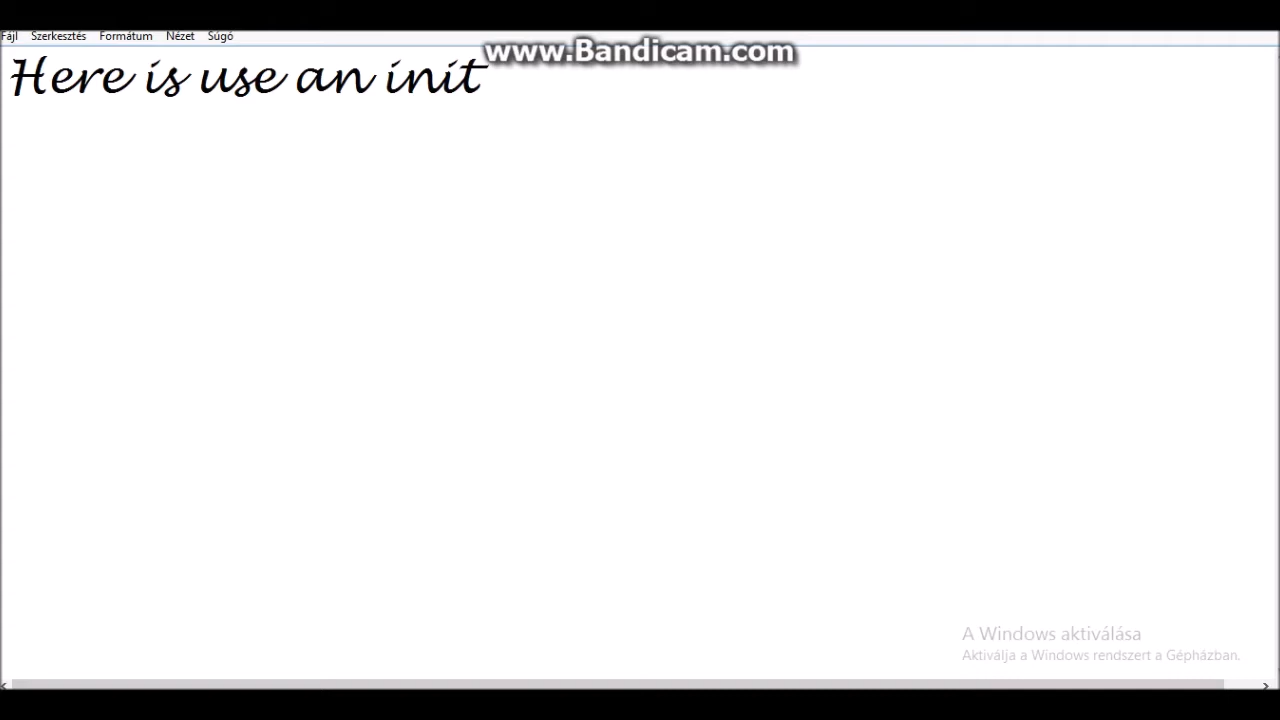 Fájl Szerkesztés Formátum Nézet Súgó
www.Bandicam.com
Here is use an init
A Windows aktiválása
Aktiválja a Windows rendszert a Gépházban.